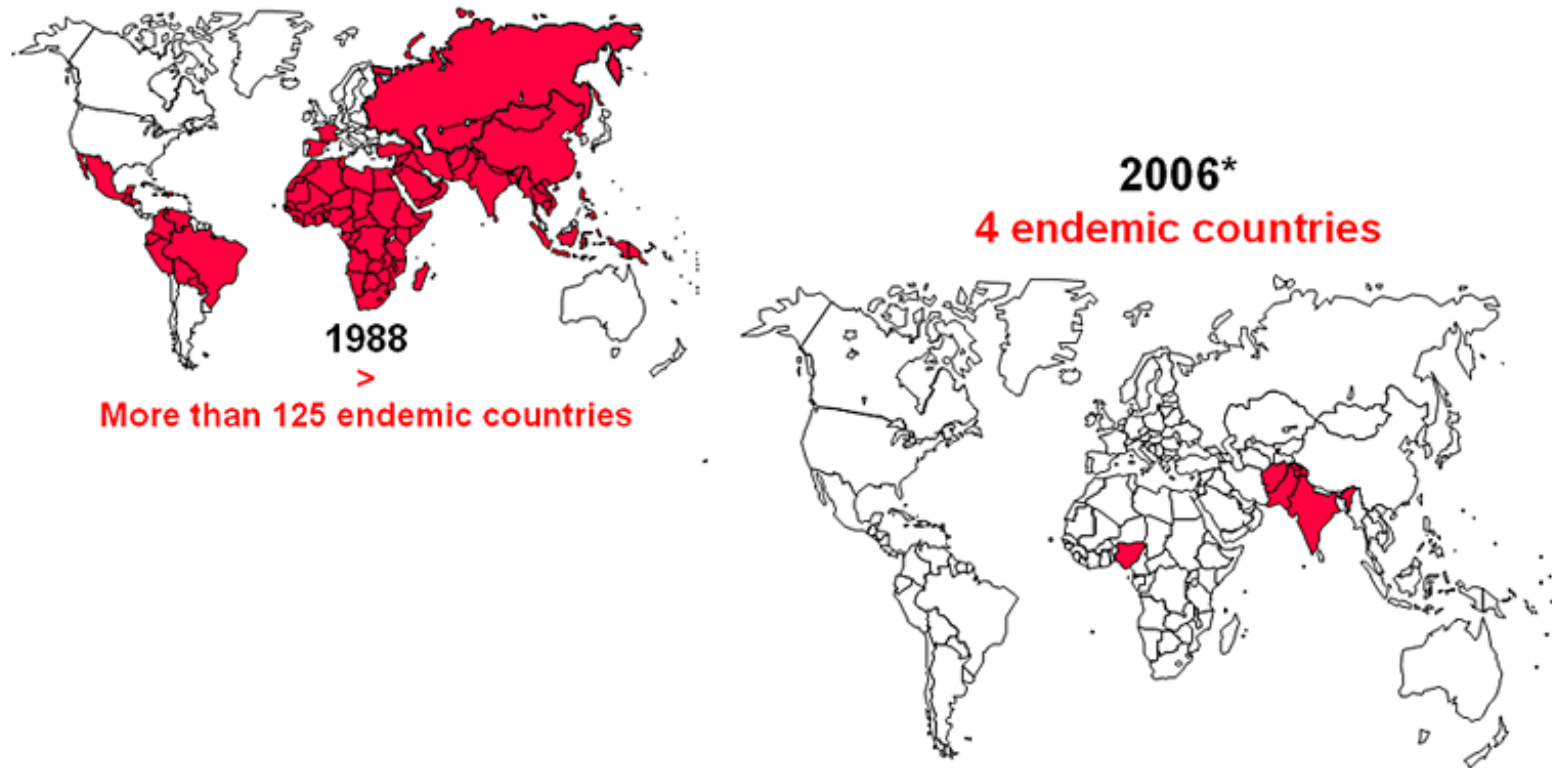 1988
>
More than 125 endemic countries
2006*
4 endemic countries